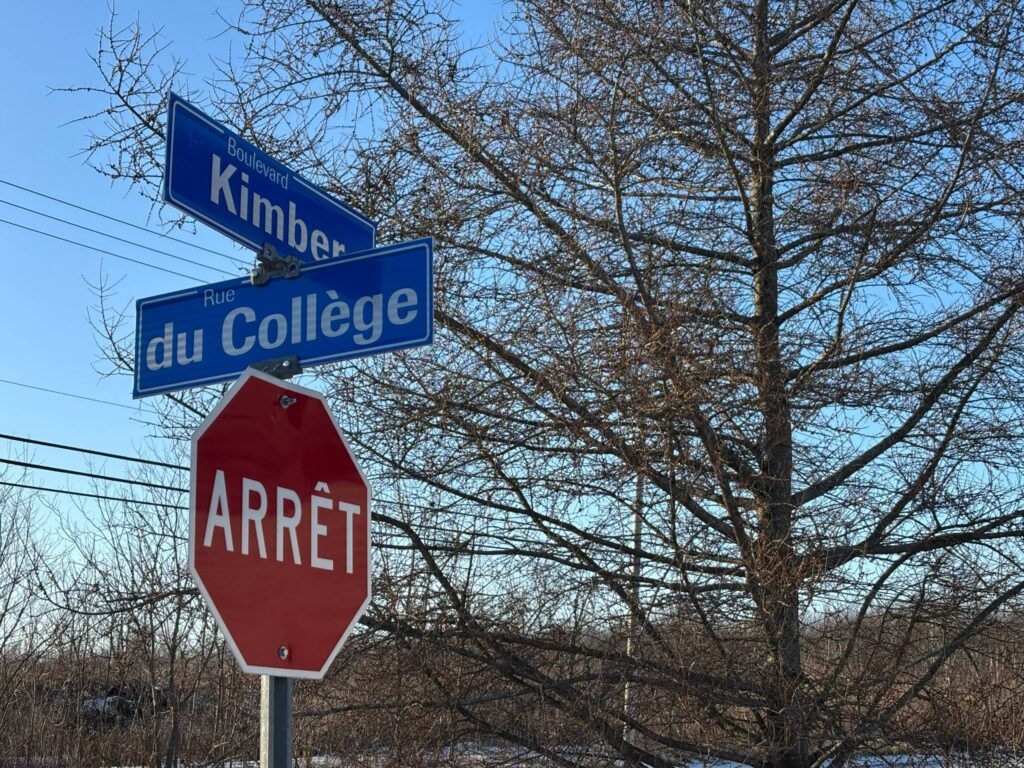 Boulevard
Kimber
Rue
du Collège
ARRÊT